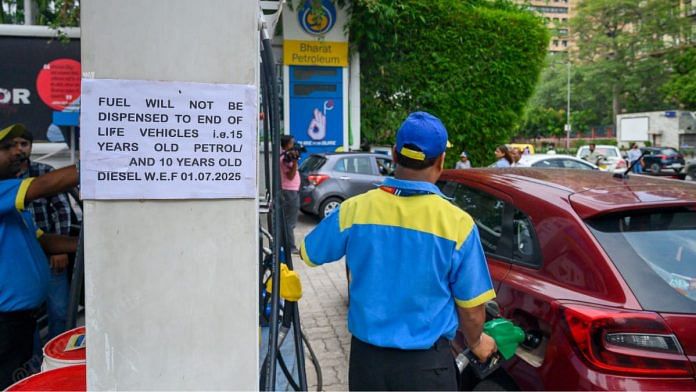 FUEL WILL NOT BE
DISPENSED TO END OF
LIFE VEHICLES i.e.15
YEARS OLD PETROL/
AND 10 YEARS OLD
DIESEL W.E.F 01.07.2025
Bharat Petroleum
OR